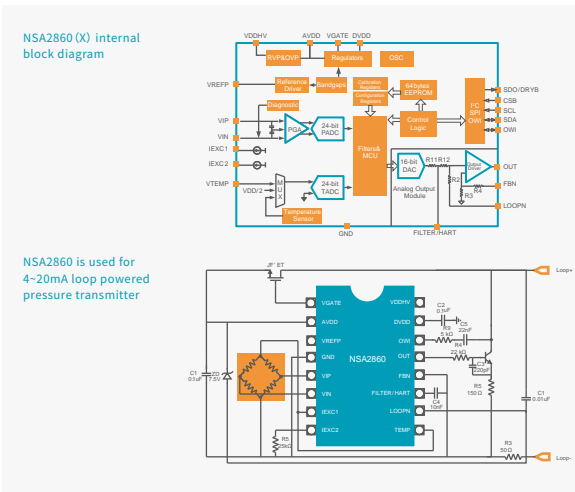 NSA2860(X) internal
block diagram
VDDHV
AVDD
VGATE
DVDD
RVP&OVP
Regulators
OSC
VREFP
Reference
Driver
Bandgaps
Calibration
Registers
Configuration
Registers
64bytes
EEPROM
Diagnostic
VIP
VIN
PGA
24-bit
PADC
Filters&
MCU
Control
Logic
I²C
SPI
OWI
SDO/DRYB
CSB
SCL
SDA
OWI
IEXC1
IEXC2
16-bit
DAC
R11
R12
Output
Driver
OUT
VTEMP
VDD/2
M
U
X
24-bit
TADC
Analog Output
Module
R2
R3
R4
FBN
LOOPN
Temperature
Sensor
GND
FILTER/HART
NSA2860 is used for
4~20mA loop powered
pressure transmitter
JF' ET
Loop+
VGATE
AVDD
VREFP
GND
VIP
VIN
IEXC1
IEXC2
NSA2860
VDDHV
DVDD
OWI
OUT
FBN
FILTER/HART
LOOPN
TEMP
C2
0.1uF
R9
5 kΩ
C5
22nF
R4
22 kΩ
C3
220pF
R5
150Ω
C4
10nF
C1
0.1uF
ZD
7.5V
R5
25kΩ
C1
0.01uF
R3
50Ω
Loop-